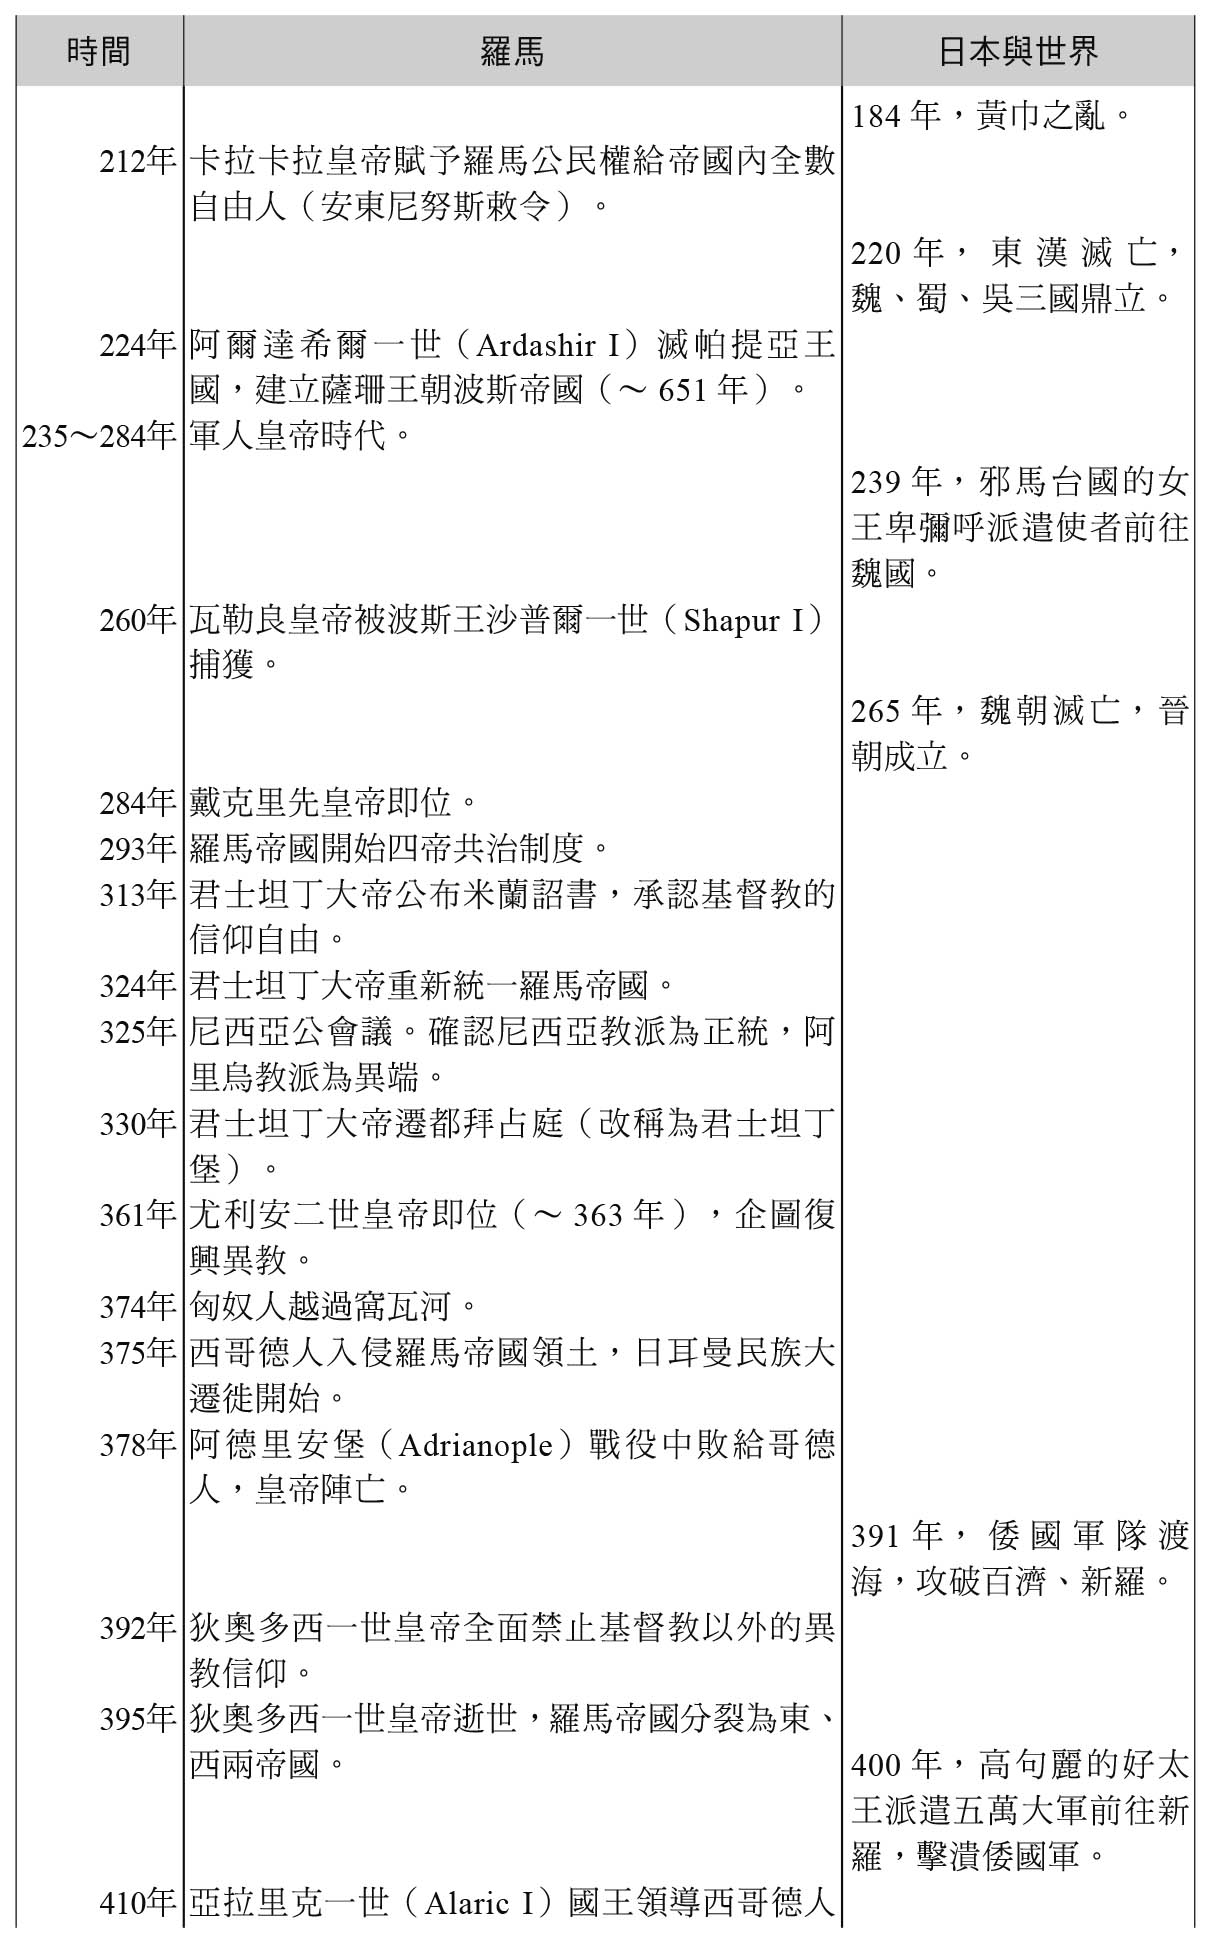 時間 羅馬 日本與世界
184 年，黃巾之亂。
212年 卡拉卡拉皇帝賦予羅馬公民權給帝國內全數
自由人（安東尼努斯敕令）。
220 年，東漢滅亡，
魏、蜀、吳三國鼎立。
224年 阿爾達希爾一世（Ardashir I）滅帕提亞王
國，建立薩珊王朝波斯帝國（～ 651 年）。
235～284年 軍人皇帝時代。
239 年，邪馬台國的女
王卑彌呼派遣使者前往
魏國。
260年 瓦勒良皇帝被波斯王沙普爾一世（Shapur I）
捕獲。
265 年，魏朝滅亡，晉
朝成立。
284年 戴克里先皇帝即位。
293年 羅馬帝國開始四帝共治制度。
313年 君士坦丁大帝公布米蘭詔書，承認基督教的
信仰自由。
324年 君士坦丁大帝重新統一羅馬帝國。
325年 尼西亞公會議。確認尼西亞教派為正統，阿
里烏教派為異端。
330年 君士坦丁大帝遷都拜占庭（改稱為君士坦丁
堡）。
361年 尤利安二世皇帝即位（～ 363 年），企圖復
興異教。
374年 匈奴人越過窩瓦河。
375年 西哥德人入侵羅馬帝國領土，日耳曼民族大
遷徙開始。
378年 阿德里安堡（Adrianople）戰役中敗給哥德
人，皇帝陣亡。
391 年，倭國軍隊渡
海，攻破百濟、新羅。
392年 狄奧多西一世皇帝全面禁止基督教以外的異
教信仰。
395年 狄奧多西一世皇帝逝世，羅馬帝國分裂為東、
西兩帝國。
400 年，高句麗的好太
王派遣五萬大軍前往新
羅，擊潰倭國軍。
410年 亞拉里克一世（Alaric I）國王領導西哥德人